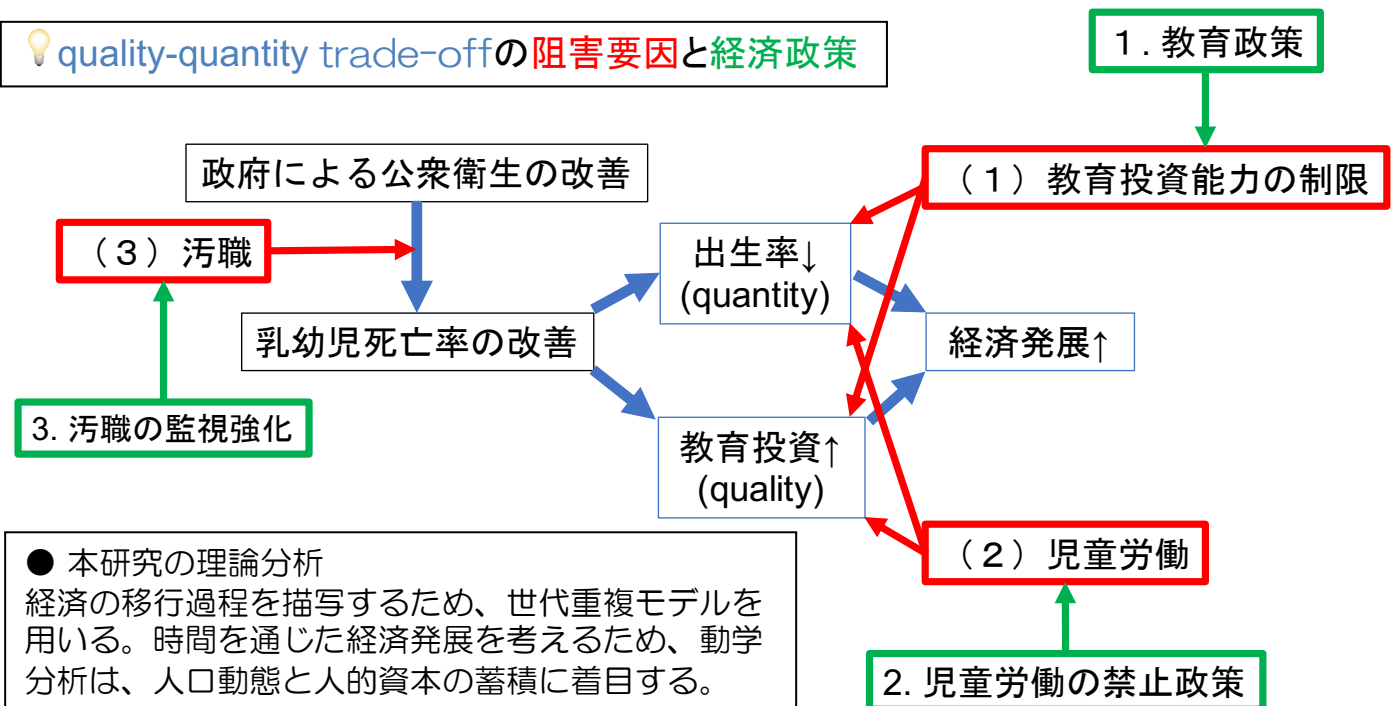 quality-quantity trade-offの阻害要因と経済政策
1. 教育政策
政府による公衆衛生の改善
(1)教育投資能力の制限
(3)汚職
出生率↓
(quantity)
乳幼児死亡率の改善
経済発展↑
3. 汚職の監視強化
教育投資↑
(quality)
(2)児童労働
● 本研究の理論分析
経済の移行過程を描写するため、世代重複モデルを
用いる。時間を通じた経済発展を考えるため、動学
分析は、人口動態と人的資本の蓄積に着目する。
2. 児童労働の禁止政策